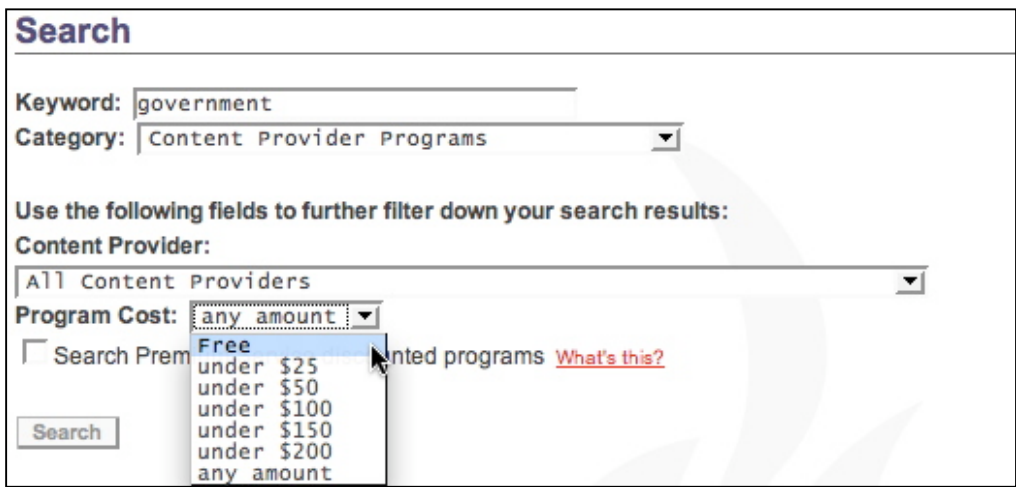 Search
Keyword: government
Category: Content Provider Programs
Use the following fields to further filter down your search results:
Content Provider:
All Content Providers
Program Cost: any amount
Free
Search Prem nted programs What's this?
under $25
under $50
under $100
under $150
under $200
any amount
Search